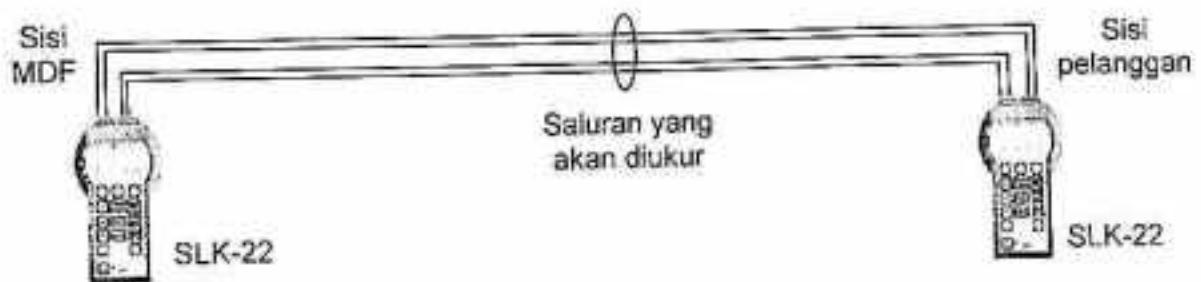 Sisi
MDF
Sisi
pelanggan
Saluran yang
akan diukur
SLK-22
SLK-22